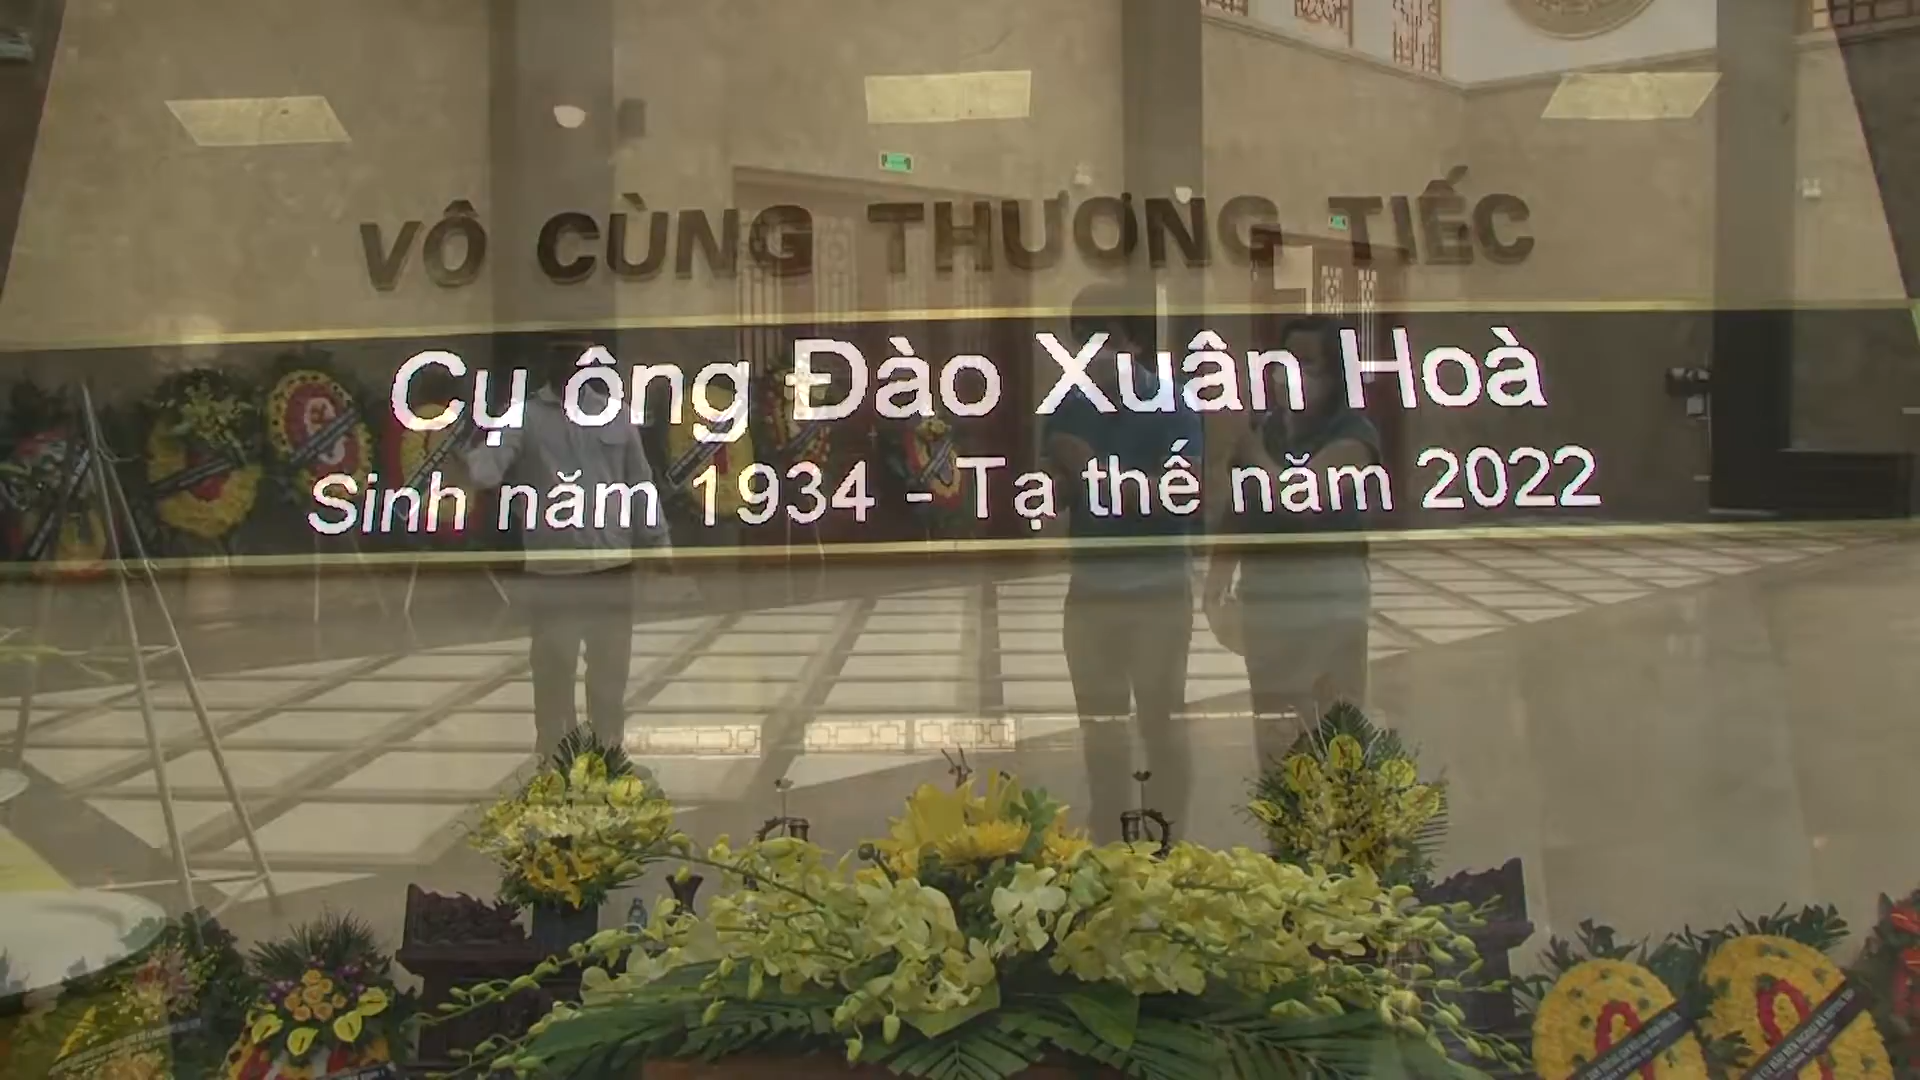 VÔ CÙNG THƯƠNG TIẾC
Cụ ông Đào Xuân Hoà
Sinh năm 1934 - Tạ thế năm 2022